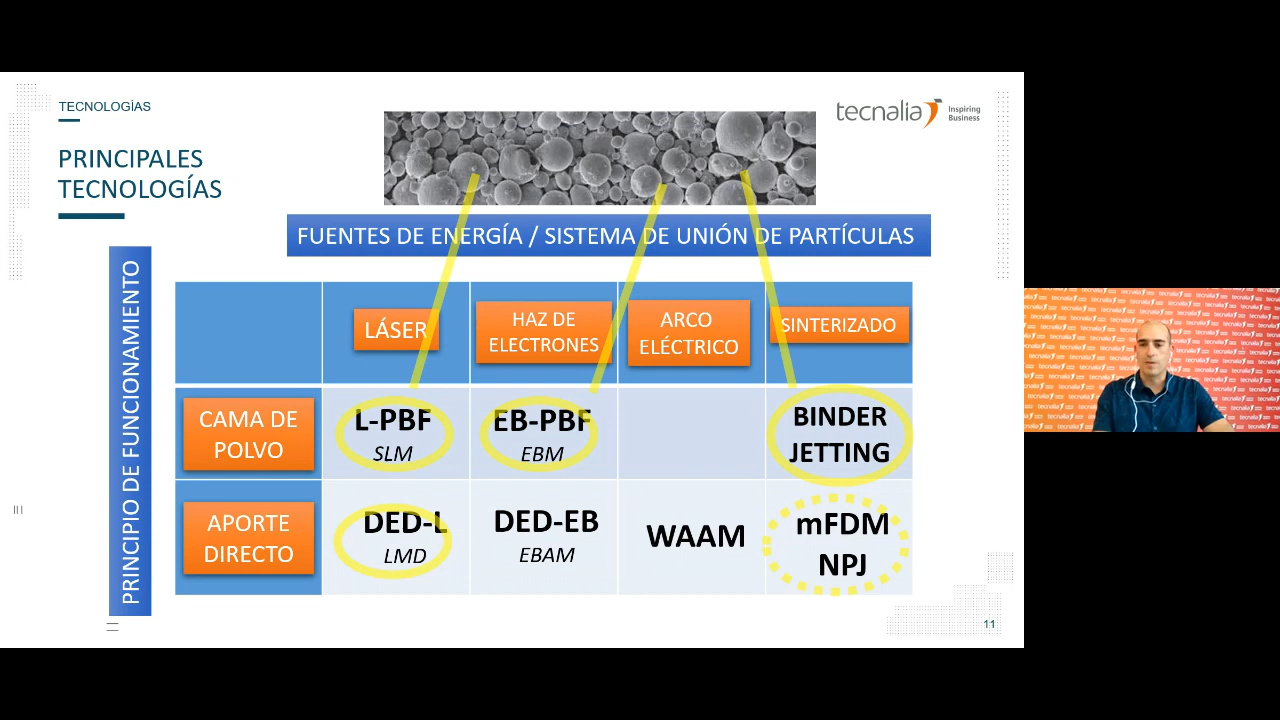 TECNOLOGÍAS
tecnalia Inspiring
Business
PRINCIPALES
TECNOLOGÍAS
FUENTES DE ENERGÍA / SISTEMA DE UNIÓN DE PARTÍCULAS
PRINCIPIO DE FUNCIONAMIENTO
LÁSER
HAZ DE
ELECTRONES
ARCO
ELÉCTRICO
SINTERIZADO
CAMA DE
POLVO
L-PBF
SLM
EB-PBF
EBM
BINDER
JETTING
APORTE
DIRECTO
DED-L
LMD
DED-EB
EBAM
WAAM
mFDM
NPJ
11